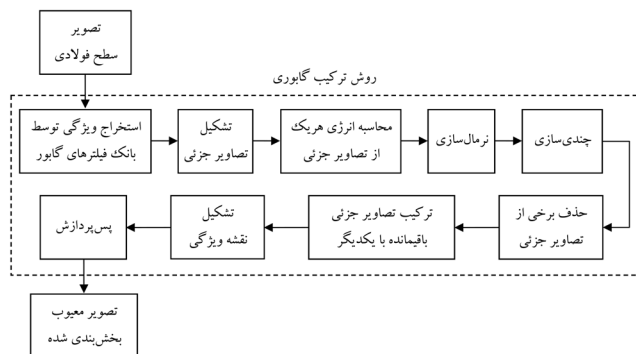 تصویر
سطح فولادی
روش ترکیب گابوری
استخراج ویژگی توسط
بانک فیلترهای گابور
تشکیل
تصاویر جزئی
محاسبه انرژی هریک
از تصاویر جزئی
نرمال‌سازی
چندی‌سازی
حذف برخی از
تصاویر جزئی
ترکیب تصاویر جزئی
باقیمانده با یکدیگر
تشکیل
نقشه ویژگی
پس‌پردازش
تصویر معیوب
بخش‌بندی شده